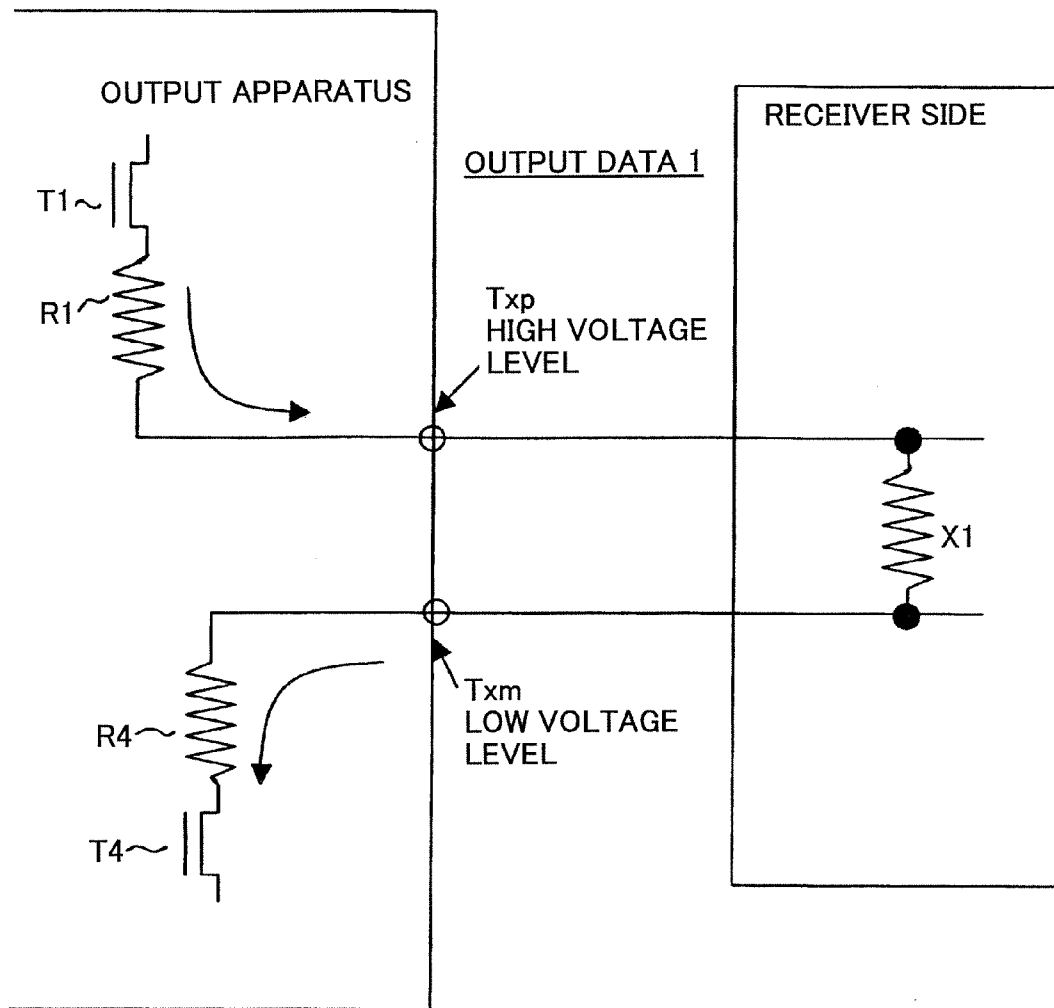 OUTPUT APPARATUS
RECEIVER SIDE
OUTPUT DATA 1
T1
R1
Txp
HIGH VOLTAGE
LEVEL
X1
Txm
LOW VOLTAGE
LEVEL
R4
T4